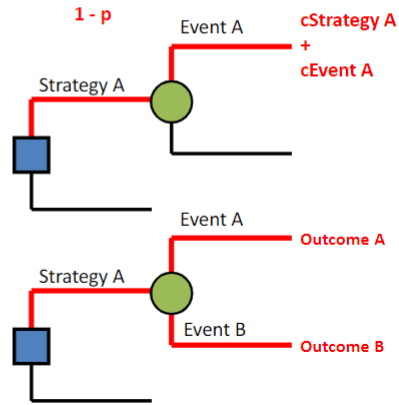 1 - p
Event A
cStrategy A
+
cEvent A
Strategy A
Event A
Outcome A
Strategy A
Event B
Outcome B